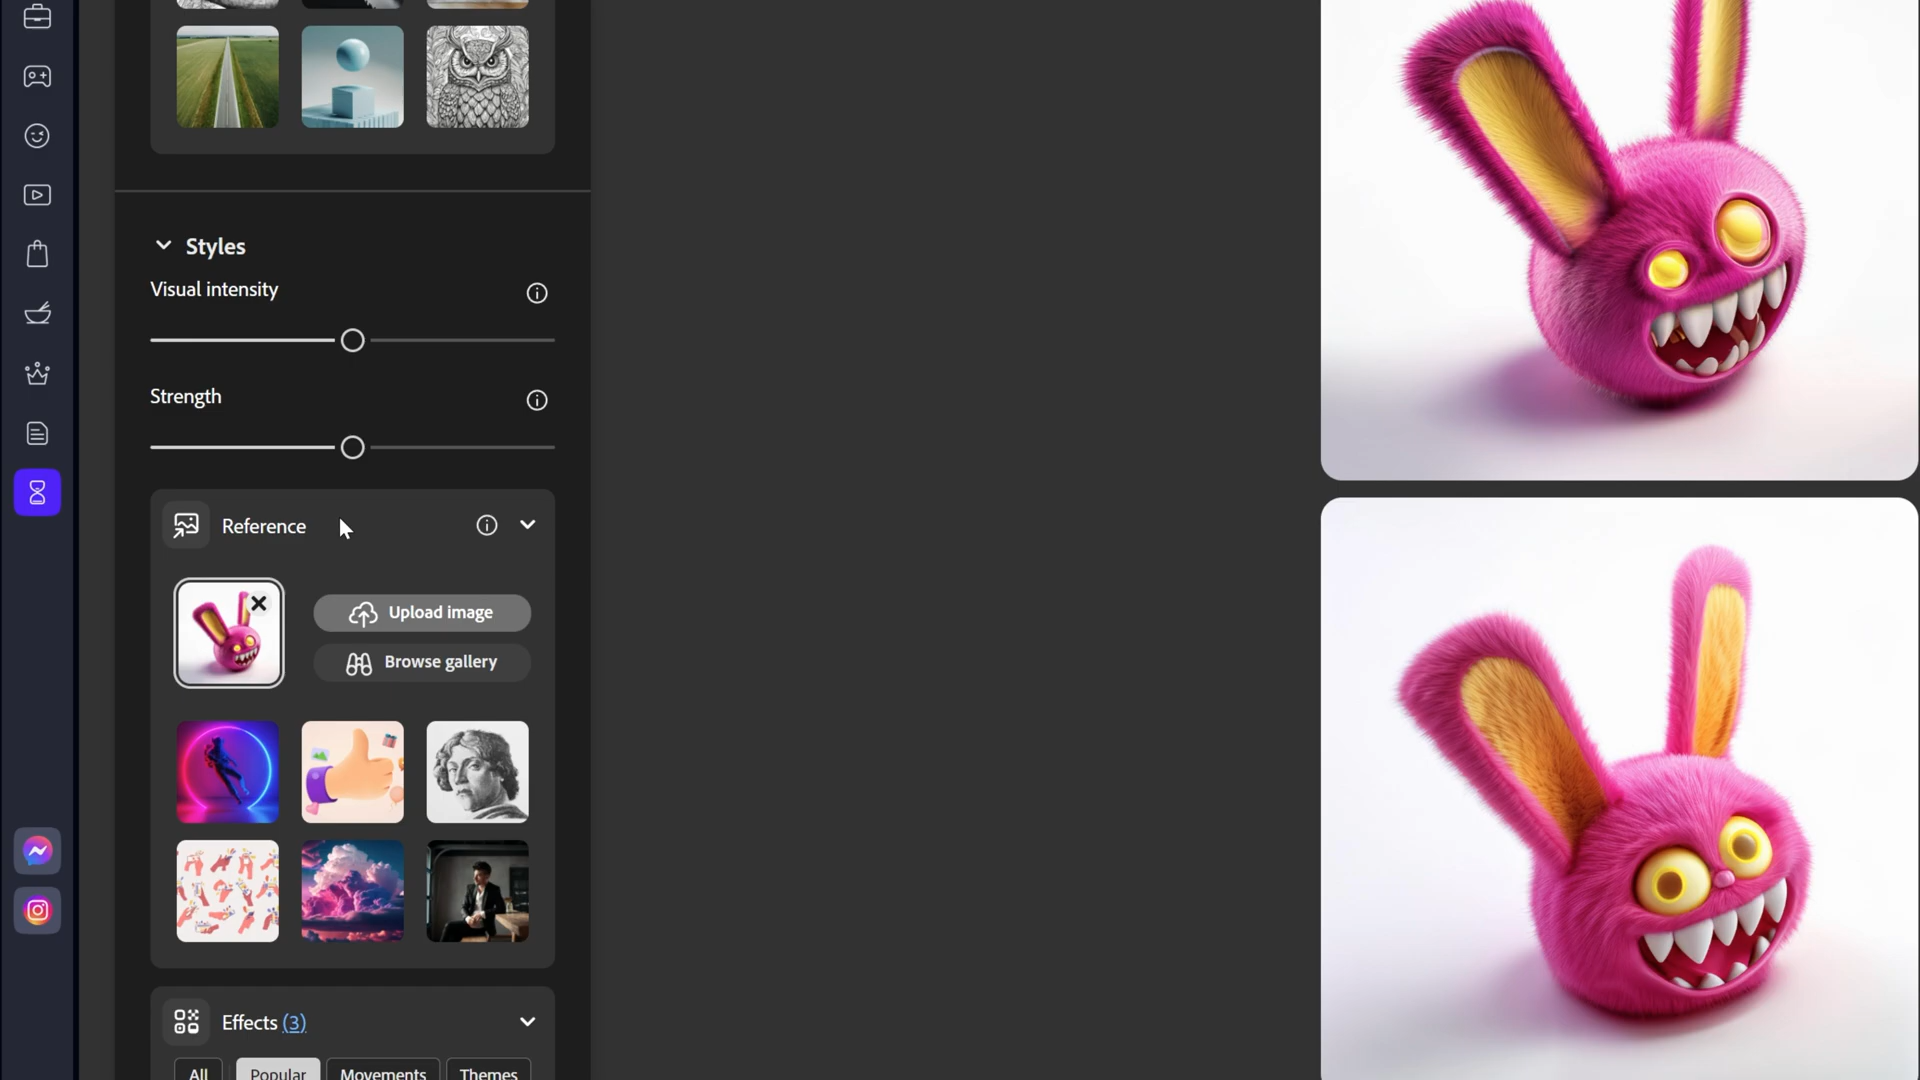 Styles
Visual intensity
Strength
Reference
Upload image
Browse gallery
Effects (3)
All
Popular
Movements
Themes